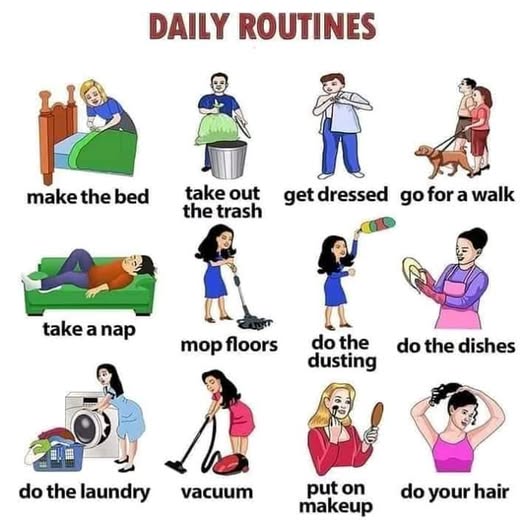 DAILY ROUTINES
make the bed
take out
the trash
get dressed
go for a walk
take a nap
mop floors
do the
dusting
do the dishes
do the laundry
vacuum
put on
makeup
do your hair